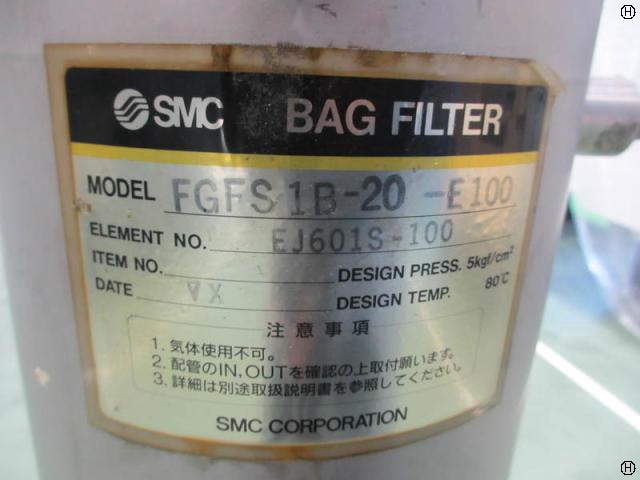 SMC BAG FILTER
MODEL FGFS 1B-20 -E100
ELEMENT NO. EJ601S-100
ITEM NO. DESIGN PRESS. 5kgf/cm²
DATE VX DESIGN TEMP. 80℃
注意事項
1. 気体使用不可。
2. 配管のIN, OUTを確認の上取付願います。
3. 詳細は別途取扱説明書を参照してください。
SMC CORPORATION
H
H